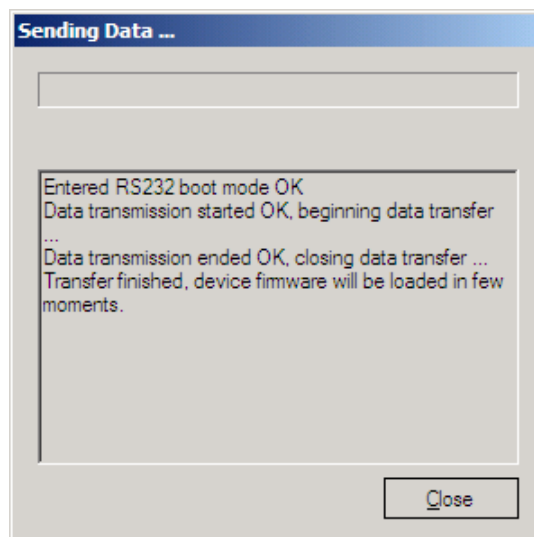 Sending Data ...
Entered RS232 boot mode OK
Data transmission started OK, beginning data transfer
...
Data transmission ended OK, closing data transfer ...
Transfer finished, device firmware will be loaded in few
moments.
Close